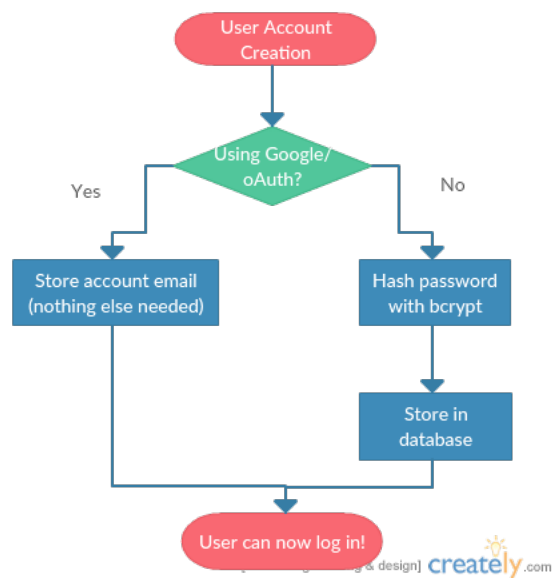 User Account
Creation
Using Google/
oAuth?
Yes
No
Store account email
(nothing else needed)
Hash password
with bcrypt
Store in
database
User can now log in!
& design]
creately.com